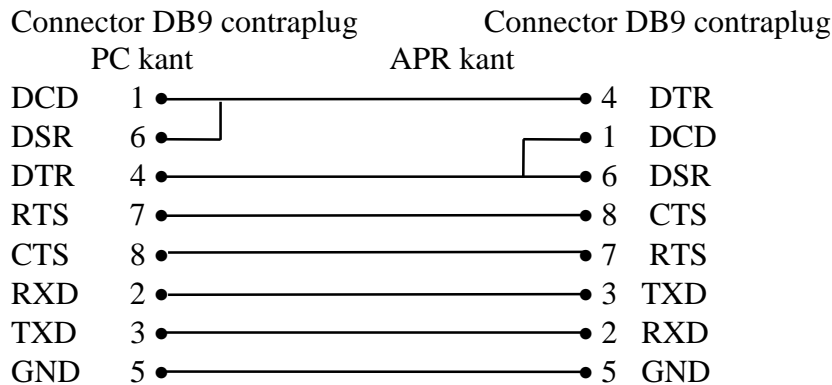 Connector DB9 contraplug Connector DB9 contraplug
PC kant APR kant
DCD 1 4 DTR
DSR 6 1 DCD
DTR 4 6 DSR
RTS 7 8 CTS
CTS 8 7 RTS
RXD 2 3 TXD
TXD 3 2 RXD
GND 5 5 GND